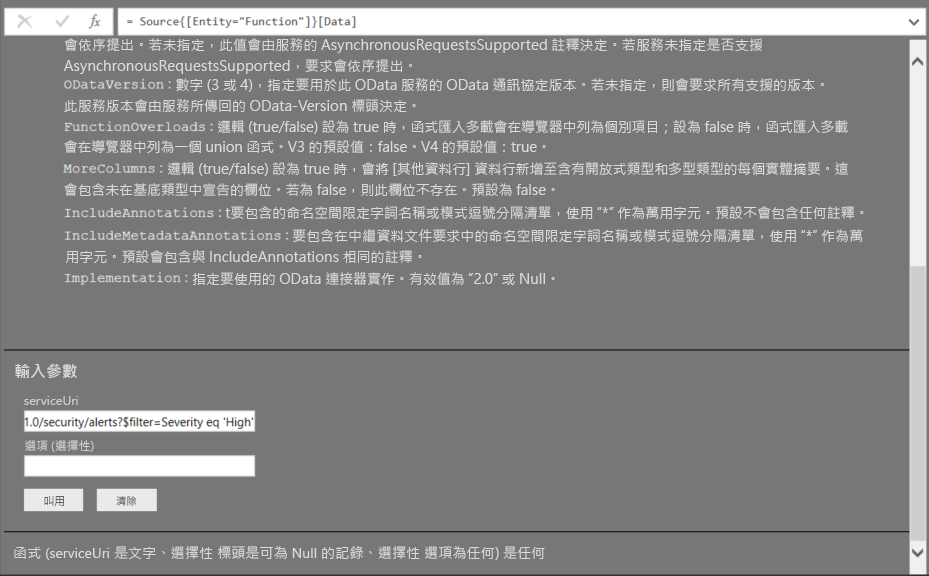 fx = Source{[Entity="Function"]}[Data]
會依序提出。若未指定，此值會由服務的 AsynchronousRequestsSupported 註釋決定。若服務未指定是否支援
AsynchronousRequestsSupported，要求會依序提出。
ODataVersion：數字 (3 或 4)，指定要用於此 OData 服務的 OData 通訊協定版本。若未指定，則會要求所有支援的版本。
此服務版本會由服務所傳回的 OData-Version 標頭決定。
FunctionOverloads：邏輯 (true/false) 設為 true 時，函式匯入多載會在導覽器中列為個別項目；設為 false 時，函式匯入多載
會在導覽器中列為一個 union 函式。V3 的預設值：false。V4 的預設值：true。
MoreColumns：邏輯 (true/false) 設為 true 時，會將 [其他資料行] 資料行新增至含有開放式類型和多型類型的每個實體摘要。這
會包含未在基底類型中宣告的欄位。若為 false，則此欄位不存在。預設為 false。
IncludeAnnotations：t要包含的命名空間限定字詞名稱或模式逗號分隔清單，使用 “*” 作為萬用字元。預設不會包含任何註釋。
IncludeMetadataAnnotations：要包含在中繼資料文件要求中的命名空間限定字詞名稱或模式逗號分隔清單，使用 “*” 作為萬
用字元。預設會包含與 IncludeAnnotations 相同的註釋。
Implementation：指定要使用的 OData 連接器實作。有效值為 “2.0” 或 Null。
輸入參數
serviceUri
1.0/security/alerts?$filter=Severity eq 'High'
選項 (選擇性)
叫用 清除
函式 (serviceUri 是文字、選擇性 標頭是可為 Null 的記錄、選擇性 選項為任何) 是任何